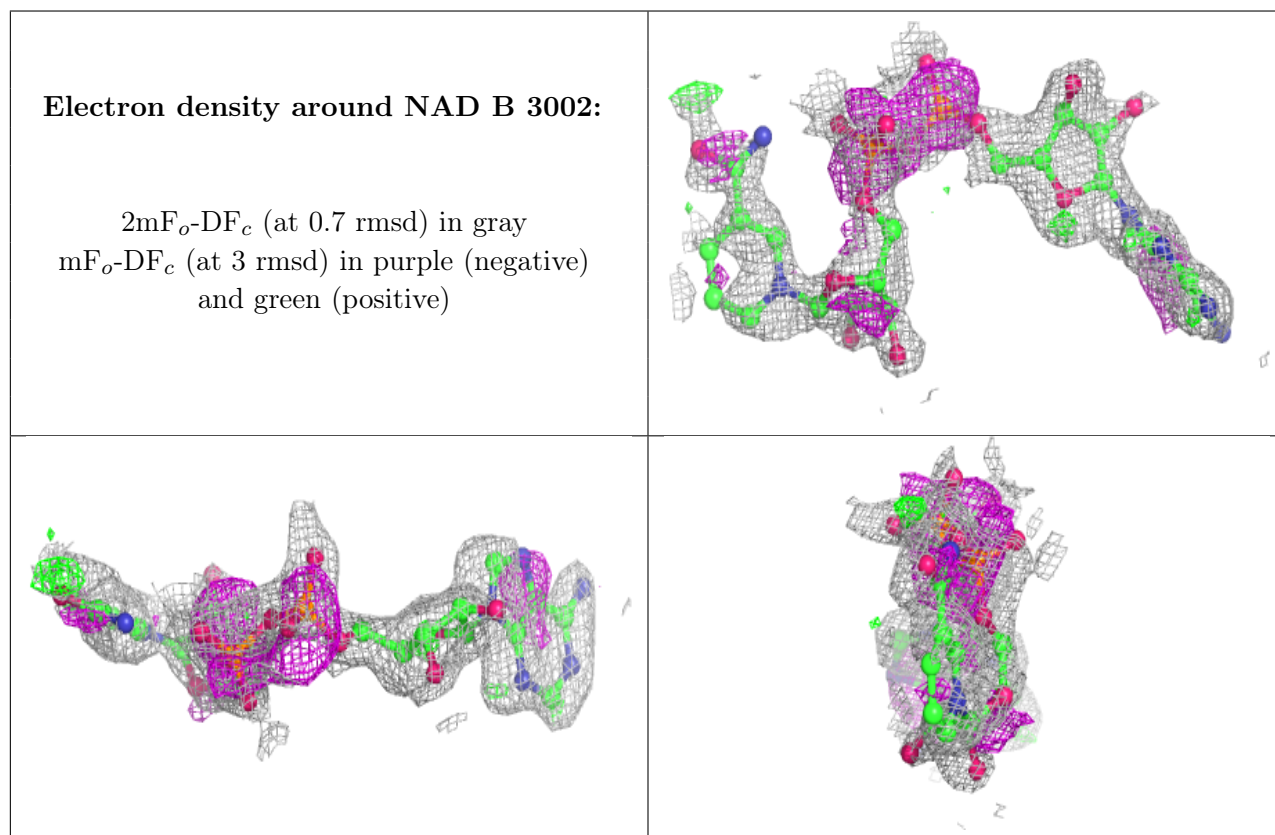 Electron density around NAD B 3002:
2mFₒ-DF𝑐 (at 0.7 rmsd) in gray
mFₒ-DF𝑐 (at 3 rmsd) in purple (negative)
and green (positive)